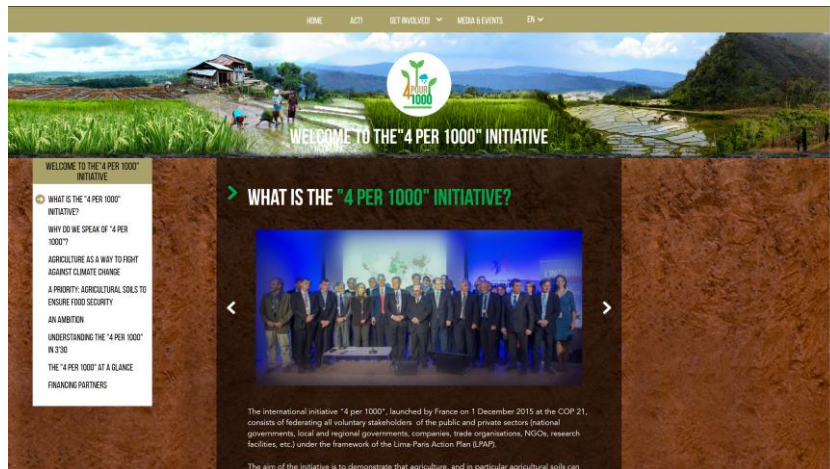 HOME ACT! GET INVOLVED! MEDIA & EVENTS EN
4 POUR
1000
WELCOME TO THE"4 PER 1000" INITIATIVE
WELCOME TO THE"4 PER 1000"
INITIATIVE
WHAT IS THE "4 PER 1000"
INITIATIVE?
WHY DO WE SPEAK OF "4 PER
1000"?
AGRICULTURE AS A WAY TO FIGHT
AGAINST CLIMATE CHANGE
A PRIORITY: AGRICULTURAL SOILS TO
ENSURE FOOD SECURITY
AN AMBITION
UNDERSTANDING THE "4 PER 1000"
IN 3'30
THE "4 PER 1000" AT A GLANCE
FINANCING PARTNERS
WHAT IS THE "4 PER 1000" INITIATIVE?
The international initiative "4 per 1000", launched by France on 1 December 2015 at the COP 21,
consists of federating all voluntary stakeholders of the public and private sectors (national
governments, local and regional governments, companies, trade organisations, NGOs, research
facilities, etc.) under the framework of the Lima-Paris Action Plan (LPAP).
The aim of the initiative is to demonstrate that agriculture, and in particular agricultural soils can